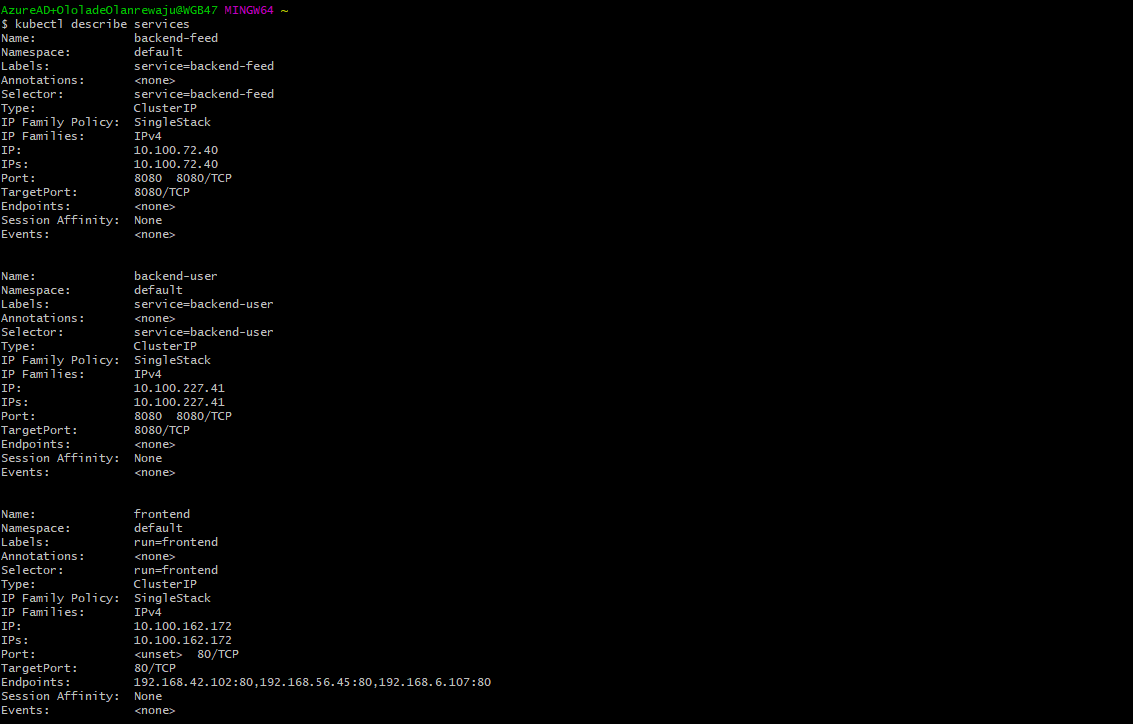 AzureAD+OloladeOlanrewaju@WGB47 MINGW64 ~
$ kubectl describe services
Name:              backend-feed
Namespace:         default
Labels:            service=backend-feed
Annotations:       <none>
Selector:          service=backend-feed
Type:              ClusterIP
IP Family Policy:  SingleStack
IP Families:       IPv4
IP:                10.100.72.40
IPs:               10.100.72.40
Port:              8080  8080/TCP
TargetPort:        8080/TCP
Endpoints:         <none>
Session Affinity:  None
Events:            <none>
Name:              backend-user
Namespace:         default
Labels:            service=backend-user
Annotations:       <none>
Selector:          service=backend-user
Type:              ClusterIP
IP Family Policy:  SingleStack
IP Families:       IPv4
IP:                10.100.227.41
IPs:               10.100.227.41
Port:              8080  8080/TCP
TargetPort:        8080/TCP
Endpoints:         <none>
Session Affinity:  None
Events:            <none>
Name:              frontend
Namespace:         default
Labels:            run=frontend
Annotations:       <none>
Selector:          run=frontend
Type:              ClusterIP
IP Family Policy:  SingleStack
IP Families:       IPv4
IP:                10.100.162.172
IPs:               10.100.162.172
Port:              <unset>  80/TCP
TargetPort:        80/TCP
Endpoints:         192.168.42.102:80,192.168.56.45:80,192.168.6.107:80
Session Affinity:  None
Events:            <none>